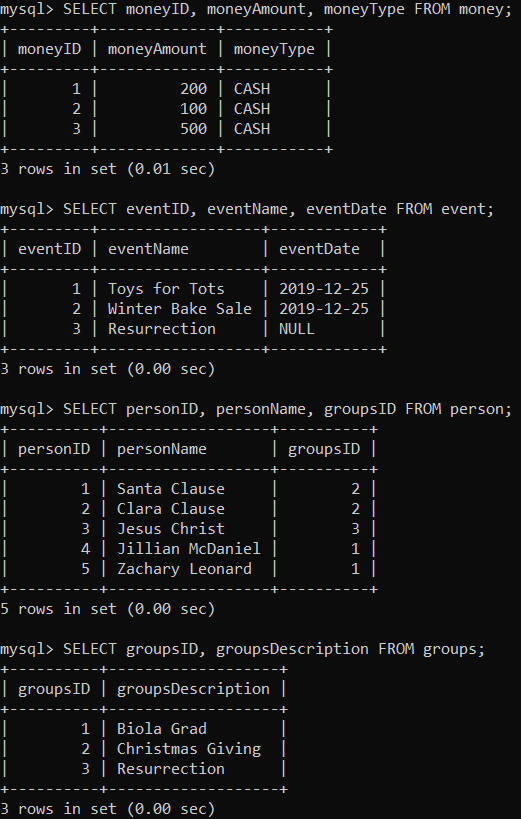 mysql> SELECT moneyID, moneyAmount, moneyType FROM money;
+---------+-------------+-----------+
| moneyID | moneyAmount | moneyType |
+---------+-------------+-----------+
|       1 |         200 | CASH      |
|       2 |         100 | CASH      |
|       3 |         500 | CASH      |
+---------+-------------+-----------+
3 rows in set (0.01 sec)

mysql> SELECT eventID, eventName, eventDate FROM event;
+---------+------------------+------------+
| eventID | eventName        | eventDate  |
+---------+------------------+------------+
|       1 | Toys for Tots    | 2019-12-25 |
|       2 | Winter Bake Sale | 2019-12-25 |
|       3 | Resurrection     | NULL       |
+---------+------------------+------------+
3 rows in set (0.00 sec)

mysql> SELECT personID, personName, groupsID FROM person;
+----------+------------------+----------+
| personID | personName       | groupsID |
+----------+------------------+----------+
|        1 | Santa Clause     |        2 |
|        2 | Clara Clause     |        2 |
|        3 | Jesus Christ     |        3 |
|        4 | Jillian McDaniel |        1 |
|        5 | Zachary Leonard  |        1 |
+----------+------------------+----------+
5 rows in set (0.00 sec)

mysql> SELECT groupsID, groupsDescription FROM groups;
+----------+-------------------+
| groupsID | groupsDescription |
+----------+-------------------+
|        1 | Biola Grad        |
|        2 | Christmas Giving  |
|        3 | Resurrection      |
+----------+-------------------+
3 rows in set (0.00 sec)